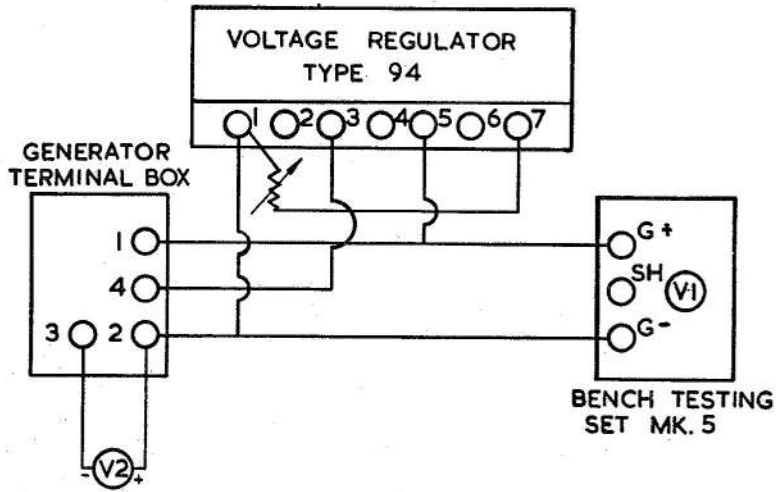 VOLTAGE REGULATOR
TYPE 94
1 2 3 4 5 6 7
GENERATOR
TERMINAL BOX
1
4
3 2
- V2 +
G+
SH V1
G-
BENCH TESTING
SET MK. 5